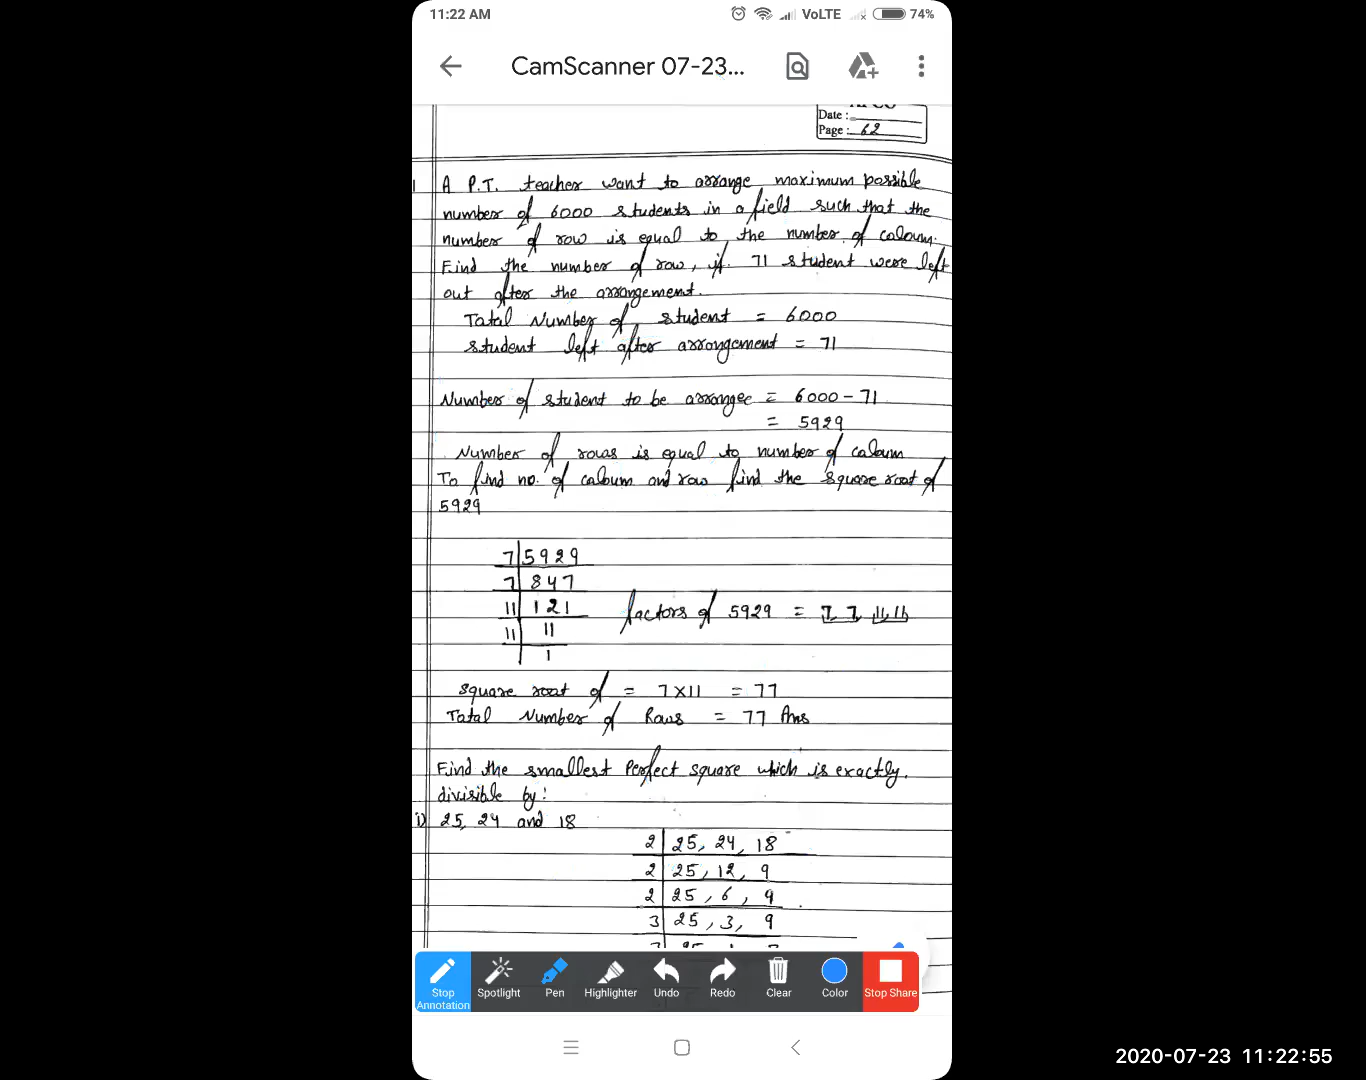 11:22 AM VoLTE 74%
CamScanner 07-23...
Date :
Page : 62
1 A P.T. teacher want to arrange maximum possible
number of 6000 students in a field such that the
number of row is equal to the number of caloum.
Find the number of row, if 71 student were left
out after the arrangement.
Tatal Number of student = 6000
student left after arrangement = 71
Number of student to be arrangee = 6000 - 71
= 5929
Number of rows is equal to number of caloum
To find no. of caloum and row find the square root of
5929
7 5929
7 847
11 121 factors of 5929 = 7 7 11 11
11 11
1
square root of = 7 x 11 = 77
Tatal Number of Raws = 77 Ans
Find the smallest Perfect square which is exactly
divisible by:
i) 25, 24 and 18
2 25, 24, 18
2 25, 12, 9
2 25, 6, 9
3 25, 3, 9
Stop Annotation Spotlight Pen Highlighter Undo Redo Clear Color Stop Share
2020-07-23 11:22:55